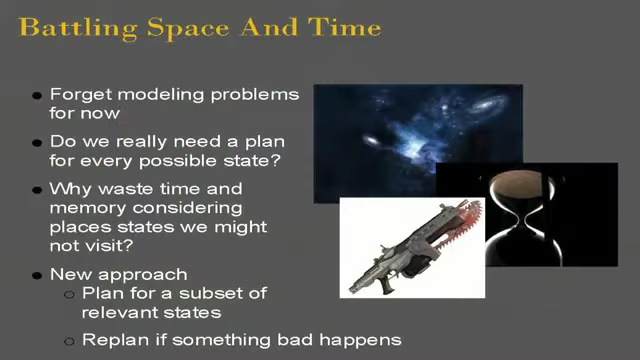 Battling Space And Time
Forget modeling problems
for now
Do we really need a plan
for every possible state?
Why waste time and
memory considering
places states we might
not visit?
New approach
Plan for a subset of
relevant states
Replan if something bad happens